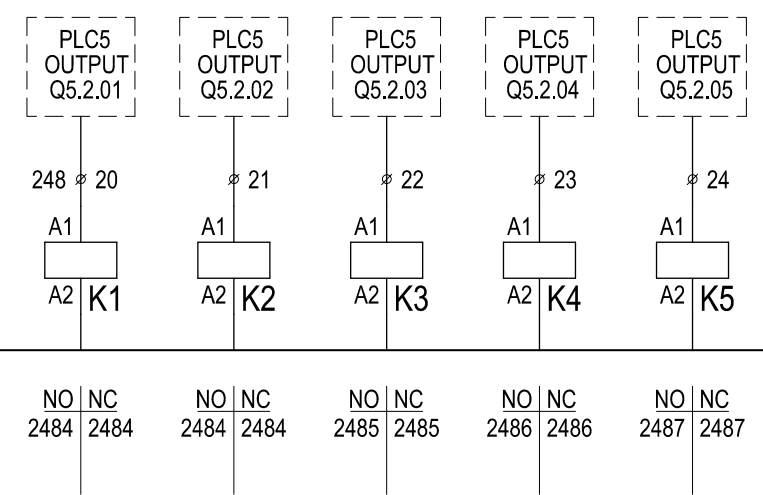 PLC5 OUTPUT Q5.2.01
PLC5 OUTPUT Q5.2.02
PLC5 OUTPUT Q5.2.03
PLC5 OUTPUT Q5.2.04
PLC5 OUTPUT Q5.2.05
248 20 21 22 23 24
A1 A1 A1 A1 A1
A2 K1 A2 K2 A2 K3 A2 K4 A2 K5
NO NC NO NC NO NC NO NC NO NC
2484 2484 2484 2484 2485 2485 2486 2486 2487 2487